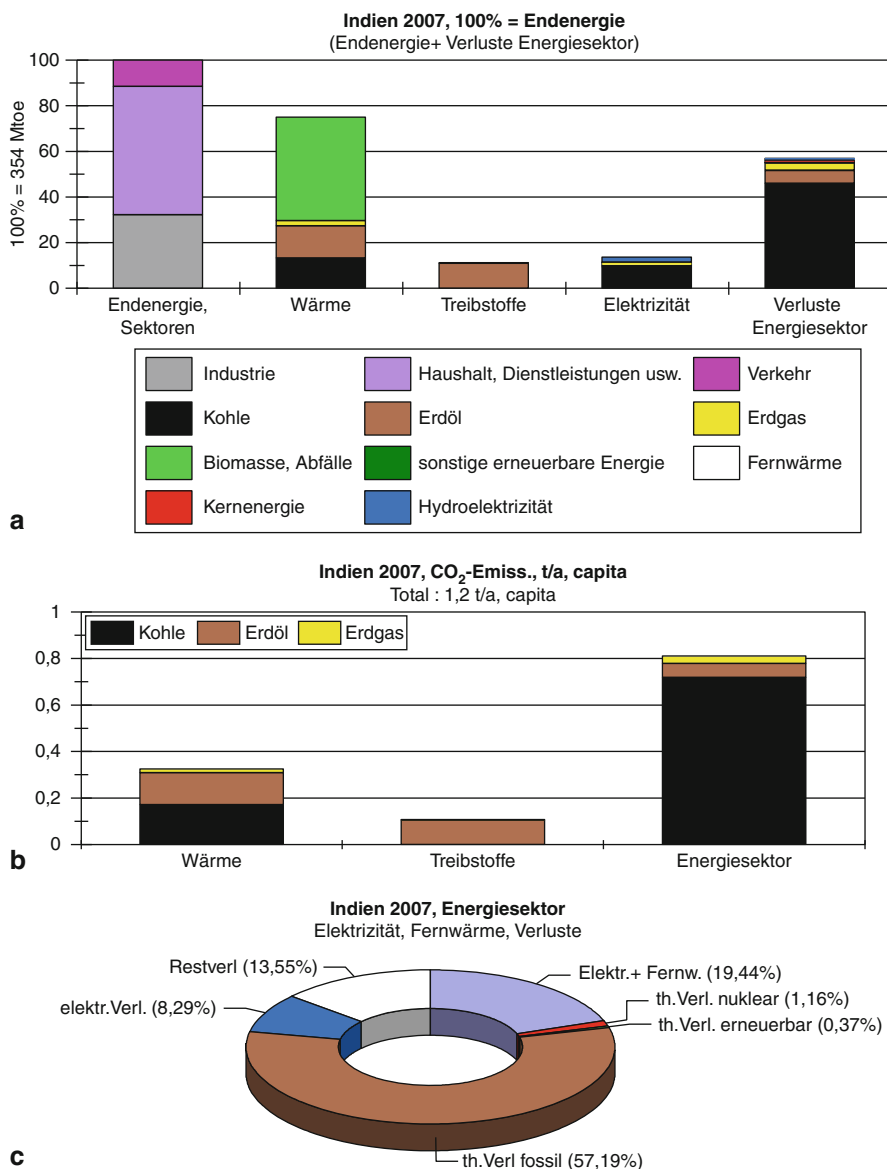 Indien 2007, 100% = Endenergie
(Endenergie+ Verluste Energiesektor)
100% = 354 Mtoe
100
80
60
40
20
0
Endenergie,
Sektoren
Wärme
Treibstoffe
Elektrizität
Verluste
Energiesektor
Industrie
Haushalt, Dienstleistungen usw.
Verkehr
Kohle
Erdöl
Erdgas
Biomasse, Abfälle
sonstige erneuerbare Energie
Fernwärme
Kernenergie
Hydroelektrizität
a
Indien 2007, CO₂-Emiss., t/a, capita
Total : 1,2 t/a, capita
1
0,8
0,6
0,4
0,2
0
Kohle
Erdöl
Erdgas
Wärme
Treibstoffe
Energiesektor
b
Indien 2007, Energiesektor
Elektrizität, Fernwärme, Verluste
Restverl (13,55%)
Elektr.+ Fernw. (19,44%)
elektr.Verl. (8,29%)
th.Verl. nuklear (1,16%)
th.Verl. erneuerbar (0,37%)
th.Verl fossil (57,19%)
c